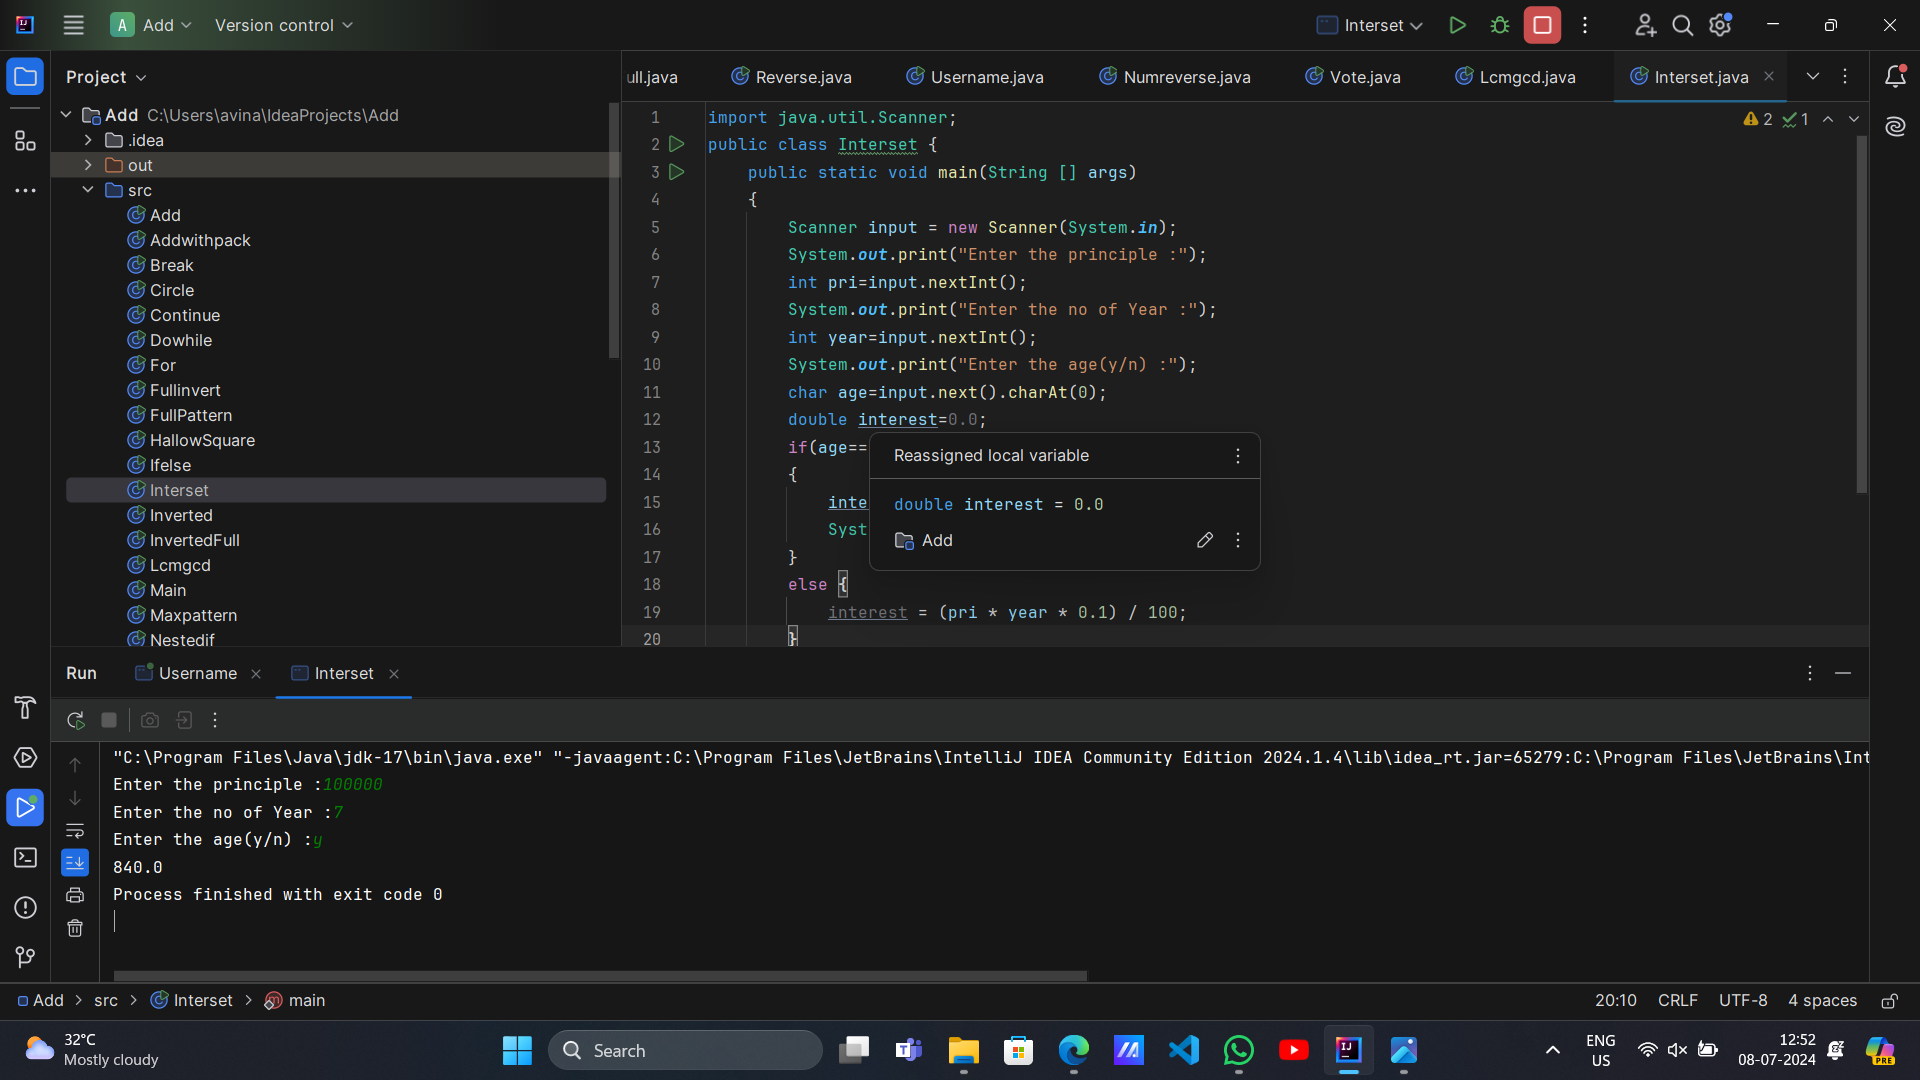 A Add Version control Interset
Project
Add C:\Users\avina\IdeaProjects\Add
.idea
out
src
Add
Addwithpack
Break
Circle
Continue
Dowhile
For
Fullinvert
FullPattern
HallowSquare
Ifelse
Interset
Inverted
InvertedFull
Lcmgcd
Main
Maxpattern
Nestedif
ull.java Reverse.java Username.java Numreverse.java Vote.java Lcmgcd.java Interset.java
2 1
1 import java.util.Scanner;
2 public class Interset {
3 public static void main(String [] args)
4 {
5 Scanner input = new Scanner(System.in);
6 System.out.print("Enter the principle :");
7 int pri=input.nextInt();
8 System.out.print("Enter the no of Year :");
9 int year=input.nextInt();
10 System.out.print("Enter the age(y/n) :");
11 char age=input.next().charAt(0);
12 double interest=0.0;
13 if(age==
14 {
15 inte
16 Syst
17 }
18 else {
19 interest = (pri * year * 0.1) / 100;
20 }
Reassigned local variable
double interest = 0.0
Add
Run Username Interset
"C:\Program Files\Java\jdk-17\bin\java.exe" "-javaagent:C:\Program Files\JetBrains\IntelliJ IDEA Community Edition 2024.1.4\lib\idea_rt.jar=65279:C:\Program Files\JetBrains\Int
Enter the principle :100000
Enter the no of Year :7
Enter the age(y/n) :y
840.0
Process finished with exit code 0
Add src Interset main 20:10 CRLF UTF-8 4 spaces
32°C
Mostly cloudy
Search
ENG
US
12:52
08-07-2024
PRE